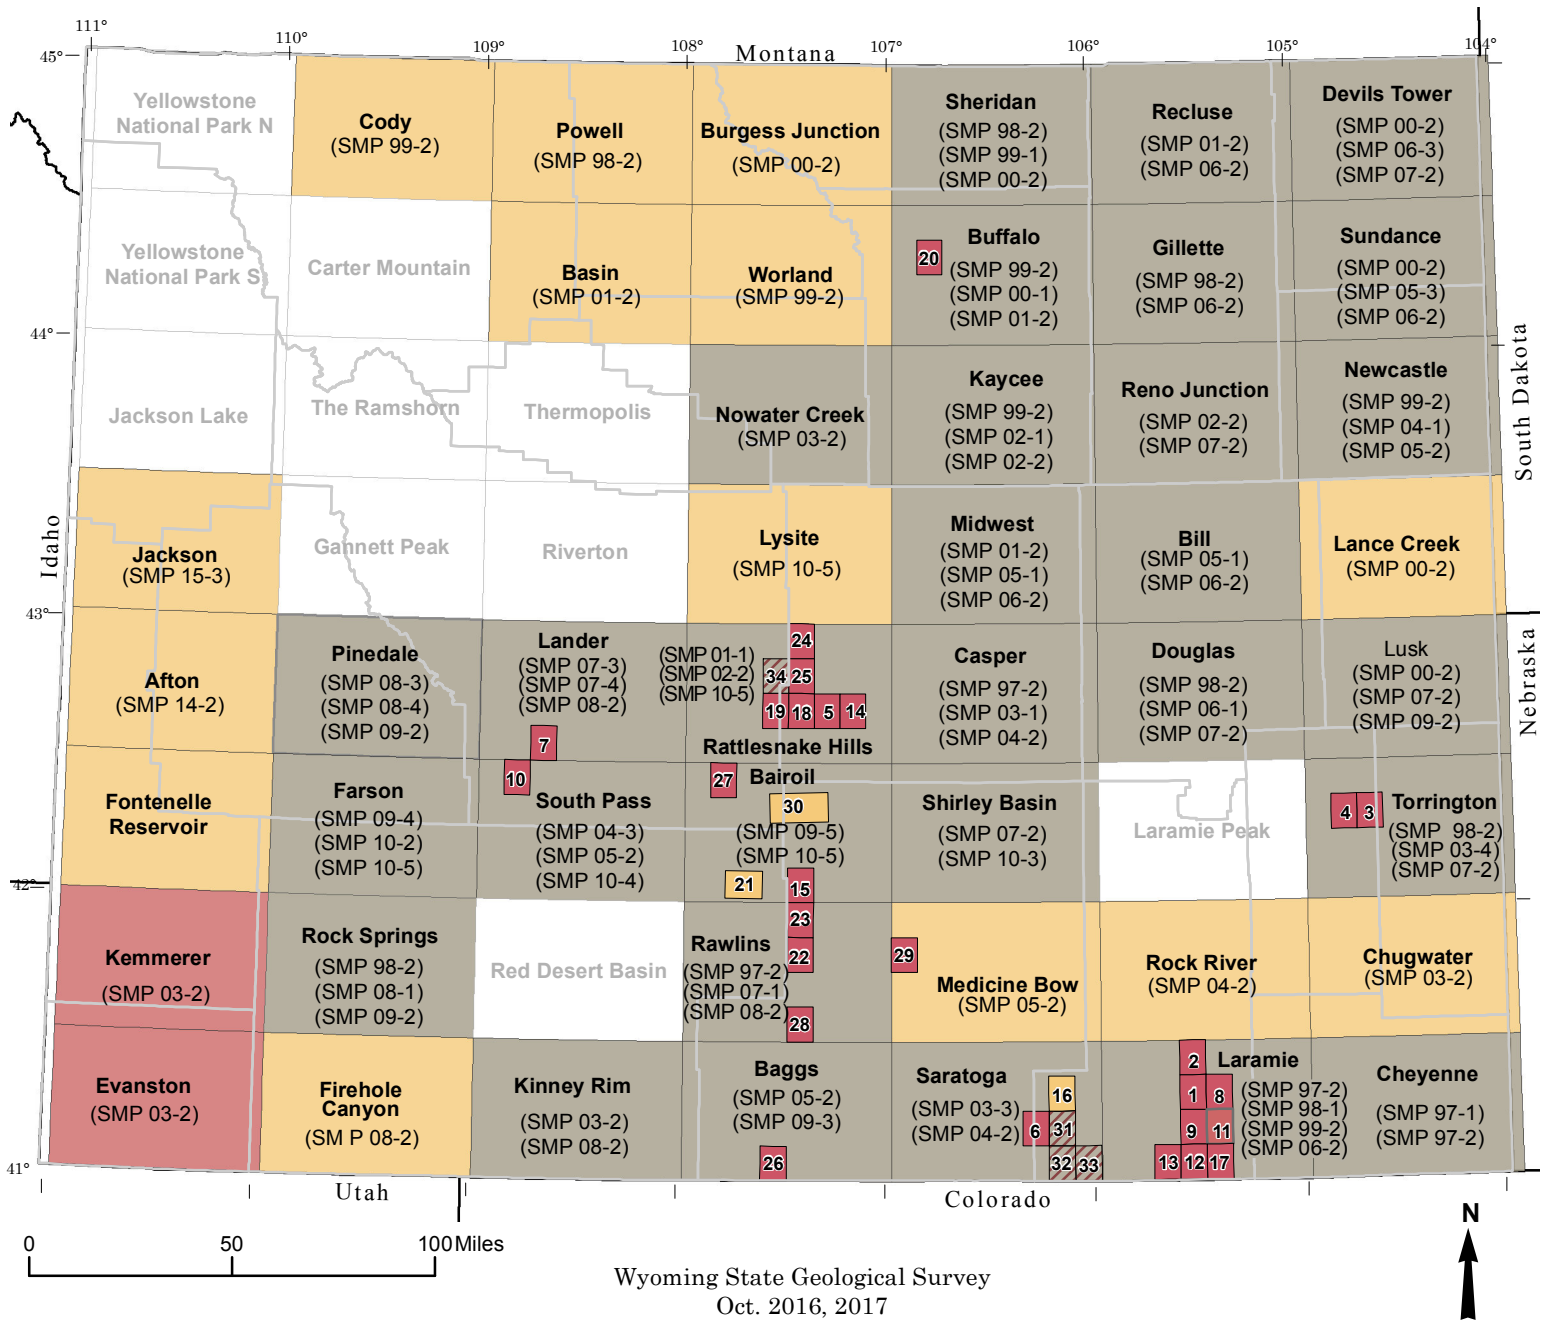 111°
110°
109°
108°
107°
106°
105°
104°
Montana
45°
Yellowstone
National Park N
Cody
(SMP 99-2)
Powell
(SMP 98-2)
Burgess Junction
(SMP 00-2)
Sheridan
(SMP 98-2)
(SMP 99-1)
(SMP 00-2)
Recluse
(SMP 01-2)
(SMP 06-2)
Devils Tower
(SMP 00-2)
(SMP 06-3)
(SMP 07-2)
Yellowstone
National Park S
Carter Mountain
Basin
(SMP 01-2)
Worland
(SMP 99-2)
20
Buffalo
(SMP 99-2)
(SMP 00-1)
(SMP 01-2)
Gillette
(SMP 98-2)
(SMP 06-2)
Sundance
(SMP 00-2)
(SMP 05-3)
(SMP 06-2)
44°
Jackson Lake
The Ramshorn
Thermopolis
Nowater Creek
(SMP 03-2)
Kaycee
(SMP 99-2)
(SMP 02-1)
(SMP 02-2)
Reno Junction
(SMP 02-2)
(SMP 07-2)
Newcastle
(SMP 99-2)
(SMP 04-1)
(SMP 05-2)
South Dakota
Idaho
Jackson
(SMP 15-3)
Gannett Peak
Riverton
Lysite
(SMP 10-5)
Midwest
(SMP 01-2)
(SMP 05-1)
(SMP 06-2)
Bill
(SMP 05-1)
(SMP 06-2)
Lance Creek
(SMP 00-2)
43°
Afton
(SMP 14-2)
Pinedale
(SMP 08-3)
(SMP 08-4)
(SMP 09-2)
Lander
(SMP 07-3)
(SMP 07-4)
(SMP 08-2)
7
(SMP 01-1)
(SMP 02-2)
(SMP 10-5)
24
34 25
19 18 5 14
Rattlesnake Hills
Casper
(SMP 97-2)
(SMP 03-1)
(SMP 04-2)
Douglas
(SMP 98-2)
(SMP 06-1)
(SMP 07-2)
Lusk
(SMP 00-2)
(SMP 07-2)
(SMP 09-2)
Nebraska
Fontenelle
Reservoir
Farson
(SMP 09-4)
(SMP 10-2)
(SMP 10-5)
10
South Pass
(SMP 04-3)
(SMP 05-2)
(SMP 10-4)
27
Bairoil
30
(SMP 09-5)
(SMP 10-5)
21
15
Shirley Basin
(SMP 07-2)
(SMP 10-3)
Laramie Peak
4 3
Torrington
(SMP 98-2)
(SMP 03-4)
(SMP 07-2)
42°
Kemmerer
(SMP 03-2)
Rock Springs
(SMP 98-2)
(SMP 08-1)
(SMP 09-2)
Red Desert Basin
Rawlins
(SMP 97-2)
(SMP 07-1)
(SMP 08-2)
23
22
28
29
Medicine Bow
(SMP 05-2)
Rock River
(SMP 04-2)
Chugwater
(SMP 03-2)
Evanston
(SMP 03-2)
Firehole
Canyon
(SM P 08-2)
Kinney Rim
(SMP 03-2)
(SMP 08-2)
Baggs
(SMP 05-2)
(SMP 09-3)
26
Saratoga
(SMP 03-3)
(SMP 04-2)
16
6 31
32 33
2
1 8
9 11
13 12 17
Laramie
(SMP 97-2)
(SMP 98-1)
(SMP 99-2)
(SMP 06-2)
Cheyenne
(SMP 97-1)
(SMP 97-2)
41°
Utah
Colorado
0 50 100 Miles
N
Wyoming State Geological Survey
Oct. 2016, 2017